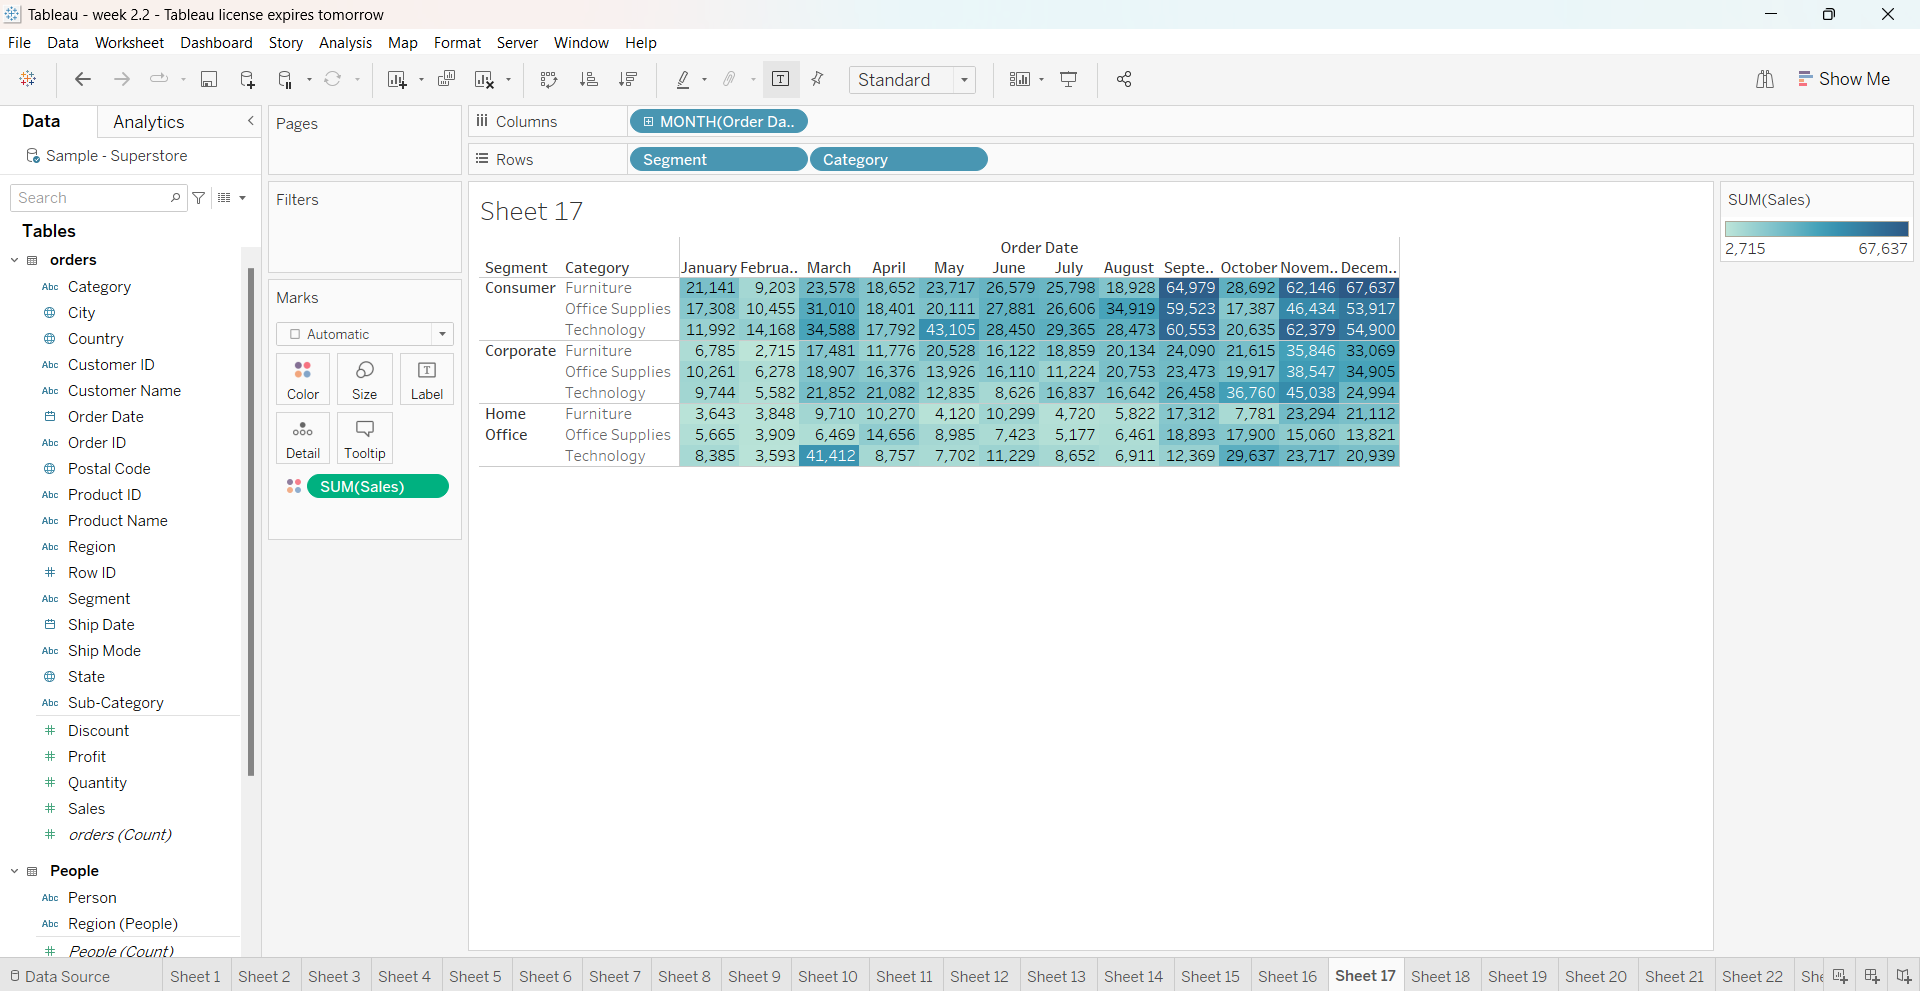 Tableau - week 2.2 - Tableau license expires tomorrow
File Data Worksheet Dashboard Story Analysis Map Format Server Window Help
Standard
Show Me
Data Analytics
Sample - Superstore
Search
Tables
orders
Abc Category
City
Country
Abc Customer ID
Abc Customer Name
Order Date
Abc Order ID
Postal Code
Abc Product ID
Abc Product Name
Abc Region
# Row ID
Abc Segment
Ship Date
Abc Ship Mode
State
Abc Sub-Category
# Discount
# Profit
# Quantity
# Sales
# orders (Count)
People
Abc Person
Abc Region (People)
# People (Count)
Pages
Filters
Marks
Automatic
Color Size Label
Detail Tooltip
SUM(Sales)
Columns MONTH(Order Da..
Rows Segment Category
Sheet 17
Order Date
Segment Category January Februa.. March April May June July August Septe.. October Novem.. Decem..
Consumer Furniture 21,141 9,203 23,578 18,652 23,717 26,579 25,798 18,928 64,979 28,692 62,146 67,637
Office Supplies 17,308 10,455 31,010 18,401 20,111 27,881 26,606 34,919 59,523 17,387 46,434 53,917
Technology 11,992 14,168 34,588 17,792 43,105 28,450 29,365 28,473 60,553 20,635 62,379 54,900
Corporate Furniture 6,785 2,715 17,481 11,776 20,528 16,122 18,859 20,134 24,090 21,615 35,846 33,069
Office Supplies 10,261 6,278 18,907 16,376 13,926 16,110 11,224 20,753 23,473 19,917 38,547 34,905
Technology 9,744 5,582 21,852 21,082 12,835 8,626 16,837 16,642 26,458 36,760 45,038 24,994
Home Furniture 3,643 3,848 9,710 10,270 4,120 10,299 4,720 5,822 17,312 7,781 23,294 21,112
Office Office Supplies 5,665 3,909 6,469 14,656 8,985 7,423 5,177 6,461 18,893 17,900 15,060 13,821
Technology 8,385 3,593 41,412 8,757 7,702 11,229 8,652 6,911 12,369 29,637 23,717 20,939
SUM(Sales)
2,715 67,637
Data Source Sheet 1 Sheet 2 Sheet 3 Sheet 4 Sheet 5 Sheet 6 Sheet 7 Sheet 8 Sheet 9 Sheet 10 Sheet 11 Sheet 12 Sheet 13 Sheet 14 Sheet 15 Sheet 16 Sheet 17 Sheet 18 Sheet 19 Sheet 20 Sheet 21 Sheet 22 She